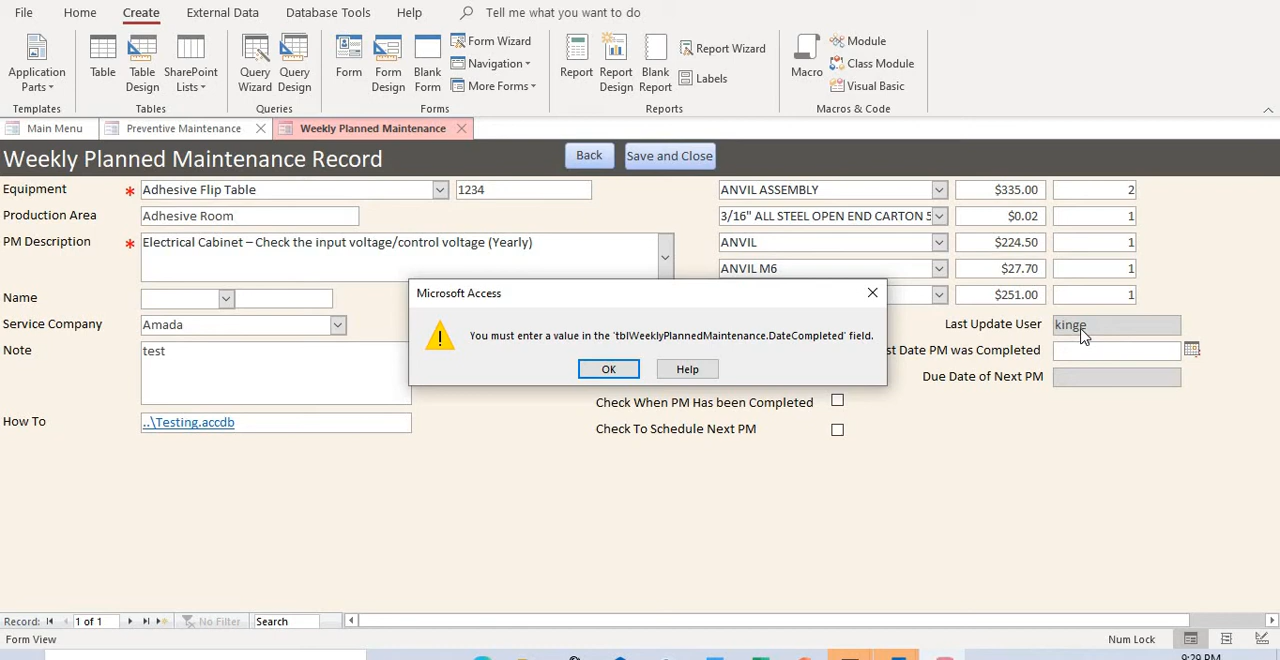 File Home Create External Data Database Tools Help Tell me what you want to do
Application Parts
Table
Table Design
SharePoint Lists
Query Wizard
Query Design
Form
Form Design
Blank Form
Form Wizard
Navigation
More Forms
Report
Report Design
Blank Report
Report Wizard
Labels
Macro
Module
Class Module
Visual Basic
Templates Tables Queries Forms Reports Macros & Code
Main Menu Preventive Maintenance Weekly Planned Maintenance
Weekly Planned Maintenance Record Back Save and Close
Equipment * Adhesive Flip Table 1234 ANVIL ASSEMBLY $335.00 2
Production Area Adhesive Room 3/16" ALL STEEL OPEN END CARTON 5 $0.02 1
PM Description * Electrical Cabinet – Check the input voltage/control voltage (Yearly) ANVIL $224.50 1
ANVIL M6 $27.70 1
Name $251.00 1
Microsoft Access
You must enter a value in the 'tblWeeklyPlannedMaintenance.DateCompleted' field.
OK Help
Service Company Amada Last Update User kinge
Note test Date PM was Completed
Due Date of Next PM
Check When PM Has been Completed
How To ..\Testing.accdb
Check To Schedule Next PM
Record: 1 of 1 No Filter Search
Form View Num Lock
9:29 PM